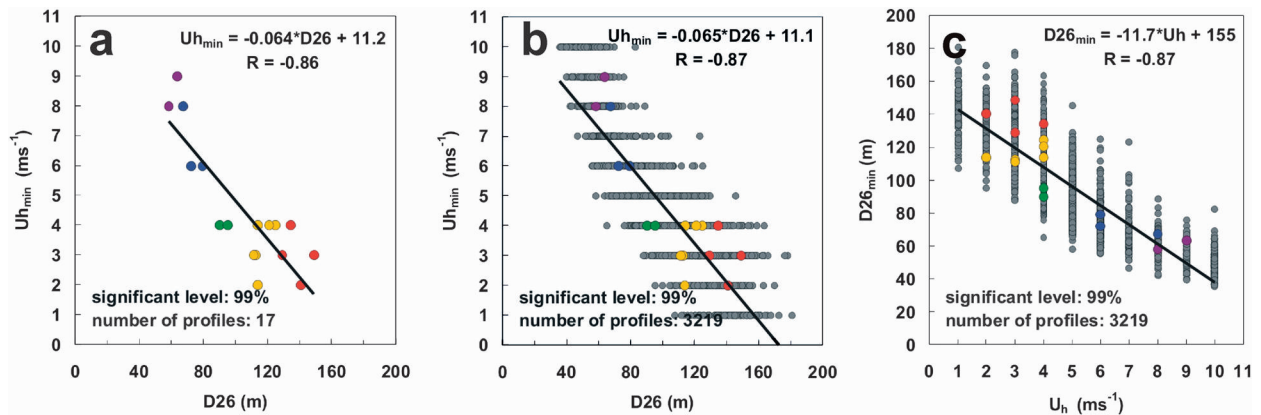 a
Uh_min = -0.064*D26 + 11.2
R = -0.86
Uh_min (ms⁻¹)
11
10
9
8
7
6
5
4
3
2
1
0
significant level: 99%
number of profiles: 17
0 40 80 120 160 200
D26 (m)
b
Uh_min = -0.065*D26 + 11.1
R = -0.87
Uh_min (ms⁻¹)
11
10
9
8
7
6
5
4
3
2
1
0
significant level: 99%
number of profiles: 3219
0 40 80 120 160 200
D26 (m)
c
D26_min = -11.7*Uh + 155
R = -0.87
D26_min (m)
200
180
160
140
120
100
80
60
40
20
0
significant level: 99%
number of profiles: 3219
0 1 2 3 4 5 6 7 8 9 10 11
U_h (ms⁻¹)